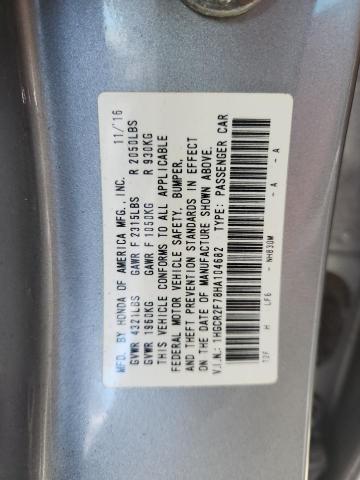 MFD. BY HONDA OF AMERICA MFG., INC. 11/'16
GVWR 4321LBS GAWR F 2315LBS R 2050LBS
GVWR 1960KG GAWR F 1050KG R 930KG
THIS VEHICLE CONFORMS TO ALL APPLICABLE
FEDERAL MOTOR VEHICLE SAFETY, BUMPER,
AND THEFT PREVENTION STANDARDS IN EFFECT
ON THE DATE OF MANUFACTURE SHOWN ABOVE.
V.I.N.: 1HGCR2F78HA104682 TYPE: PASSENGER CAR
12F H LF6 - NH830M - A - A